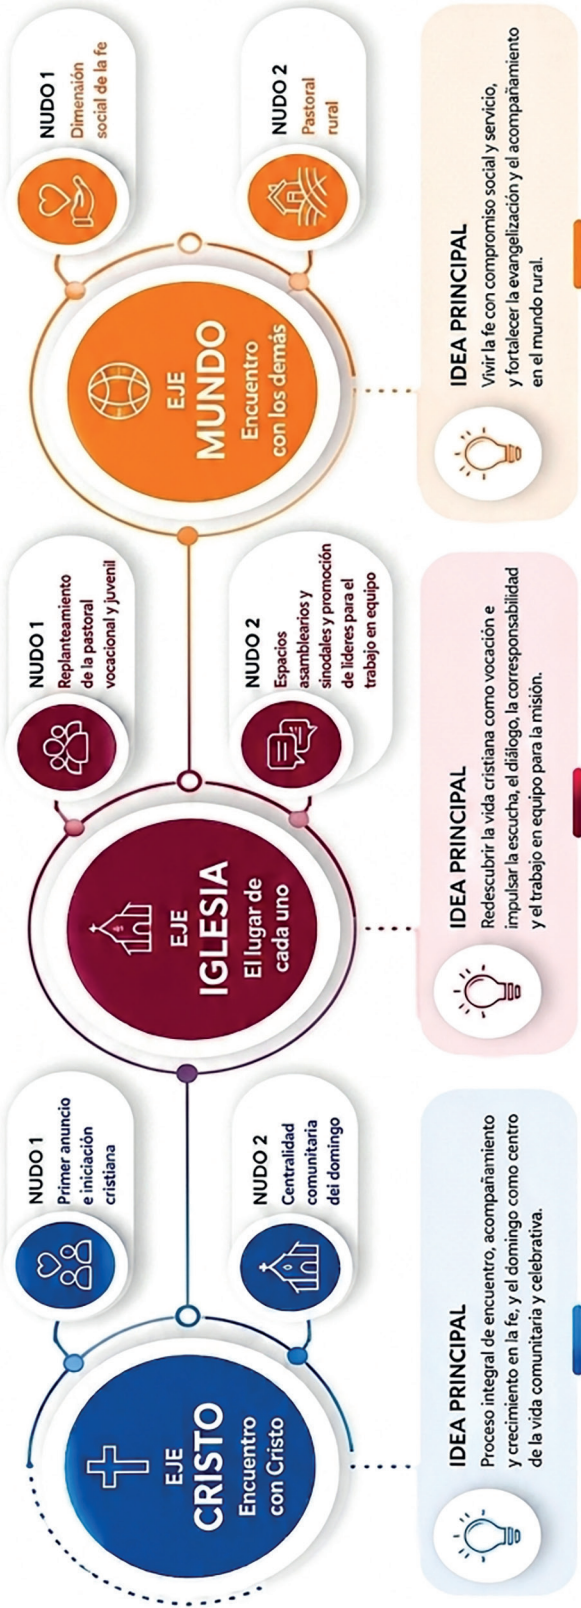 EJE
CRISTO
Encuentro
con Cristo
NUDO 1
Primer anuncio
e iniciación
cristiana
NUDO 2
Centralidad
comunitaria
del domingo
IDEA PRINCIPAL
Proceso integral de encuentro, acompañamiento
y crecimiento en la fe, y el domingo como centro
de la vida comunitaria y celebrativa.
EJE
IGLESIA
El lugar de
cada uno
NUDO 1
Replanteamiento
de la pastoral
vocacional y juvenil
NUDO 2
Espacios
asamblearios y
sinodales y promoción
de líderes para el
trabajo en equipo
IDEA PRINCIPAL
Redescubrir la vida cristiana como vocación e
impulsar la escucha, el diálogo, la corresponsabilidad
y el trabajo en equipo para la misión.
EJE
MUNDO
Encuentro
con los demás
NUDO 1
Dimensión
social de la fe
NUDO 2
Pastoral
rural
IDEA PRINCIPAL
Vivir la fe con compromiso social y servicio,
y fortalecer la evangelización y el acompañamiento
en el mundo rural.